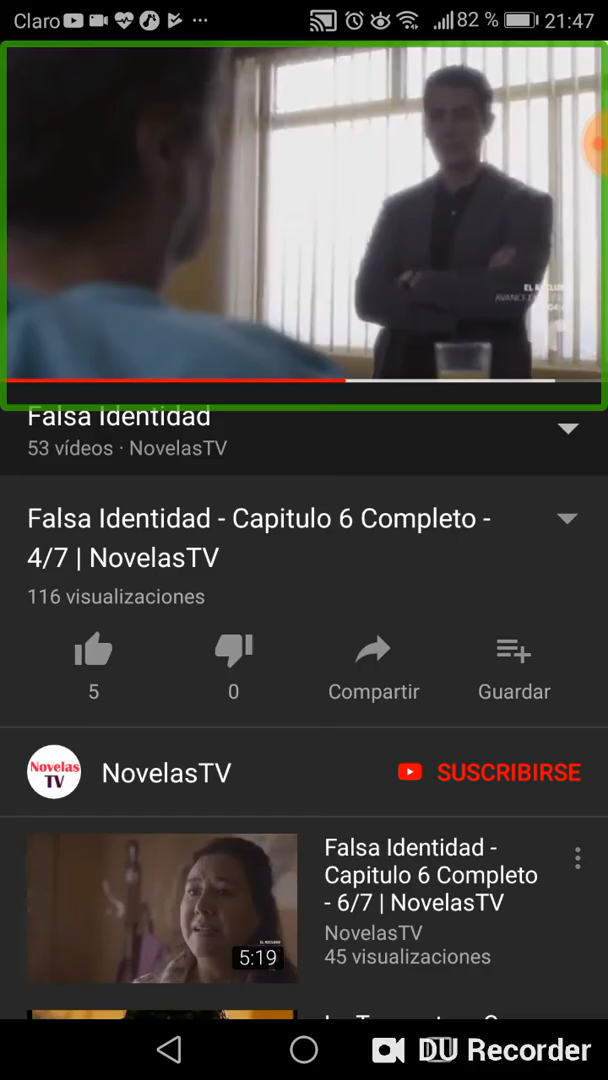 Claro
82 %
21:47
EL
AVANCE
Falsa Identidad
53 vídeos · NovelasTV
Falsa Identidad - Capitulo 6 Completo -
4/7 | NovelasTV
116 visualizaciones
5
0
Compartir
Guardar
Novelas
TV
NovelasTV
SUSCRIBIRSE
5:19
Falsa Identidad -
Capitulo 6 Completo
- 6/7 | NovelasTV
NovelasTV
45 visualizaciones
DU Recorder